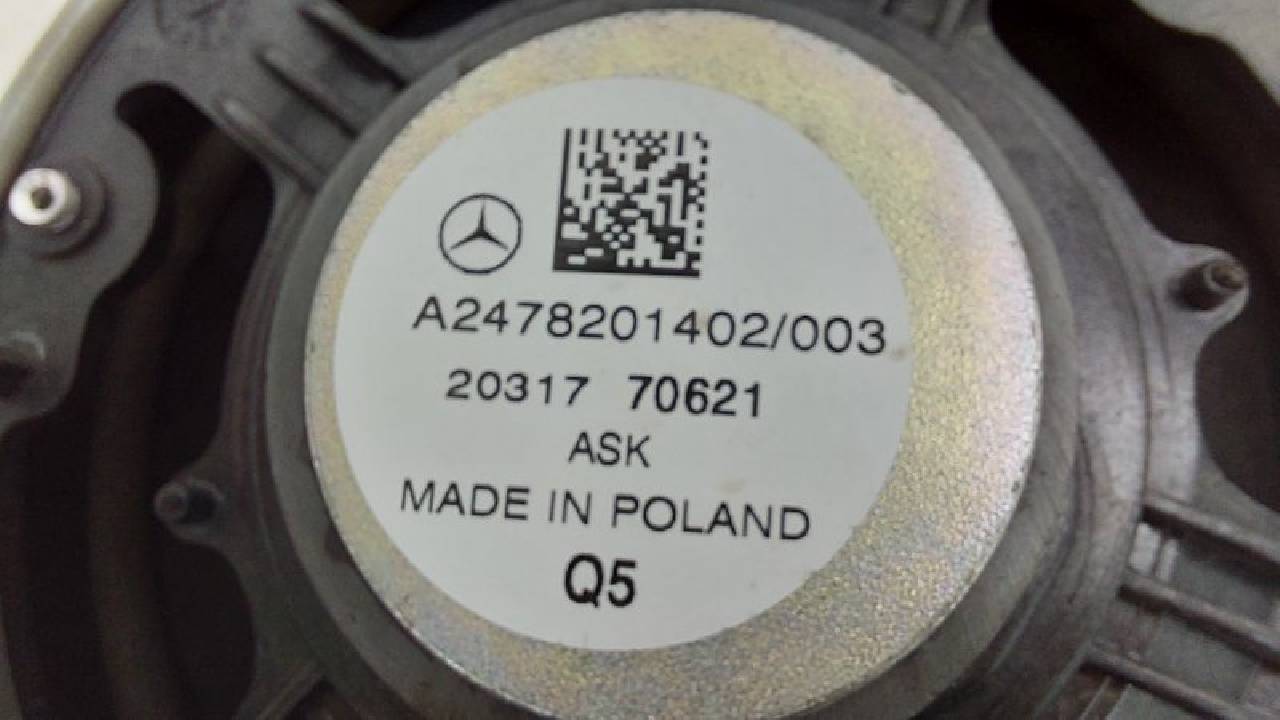 A2478201402/003
20317 70621
ASK
MADE IN POLAND
Q5